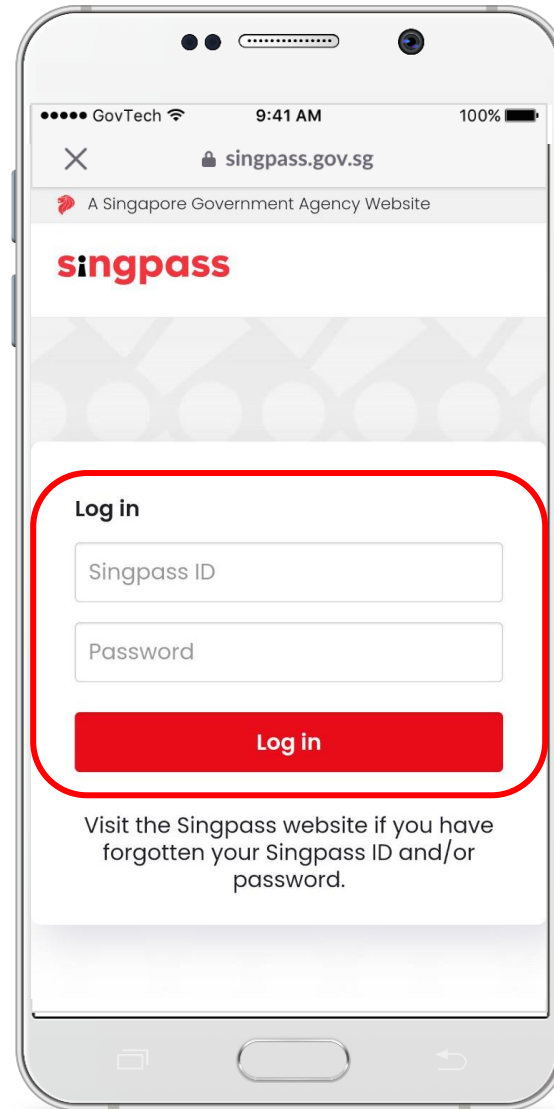 GovTech 9:41 AM 100%
singpass.gov.sg
A Singapore Government Agency Website
singpass
Log in
Singpass ID
Password
Log in
Visit the Singpass website if you have
forgotten your Singpass ID and/or
password.